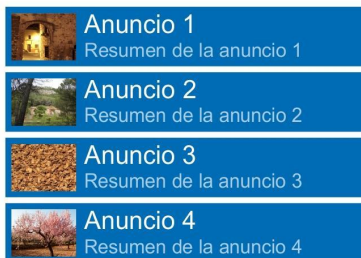 Anuncio 1
Resumen de la anuncio 1
Anuncio 2
Resumen de la anuncio 2
Anuncio 3
Resumen de la anuncio 3
Anuncio 4
Resumen de la anuncio 4